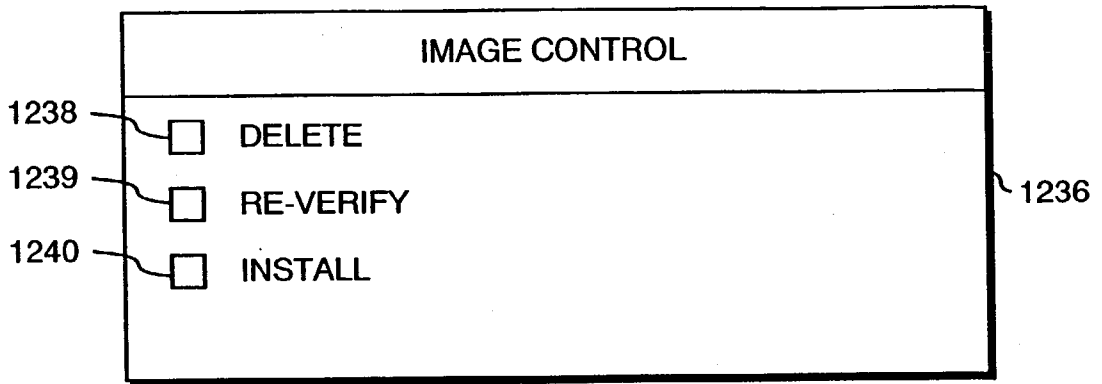 IMAGE CONTROL
1238 DELETE
1239 RE-VERIFY
1236
1240 INSTALL